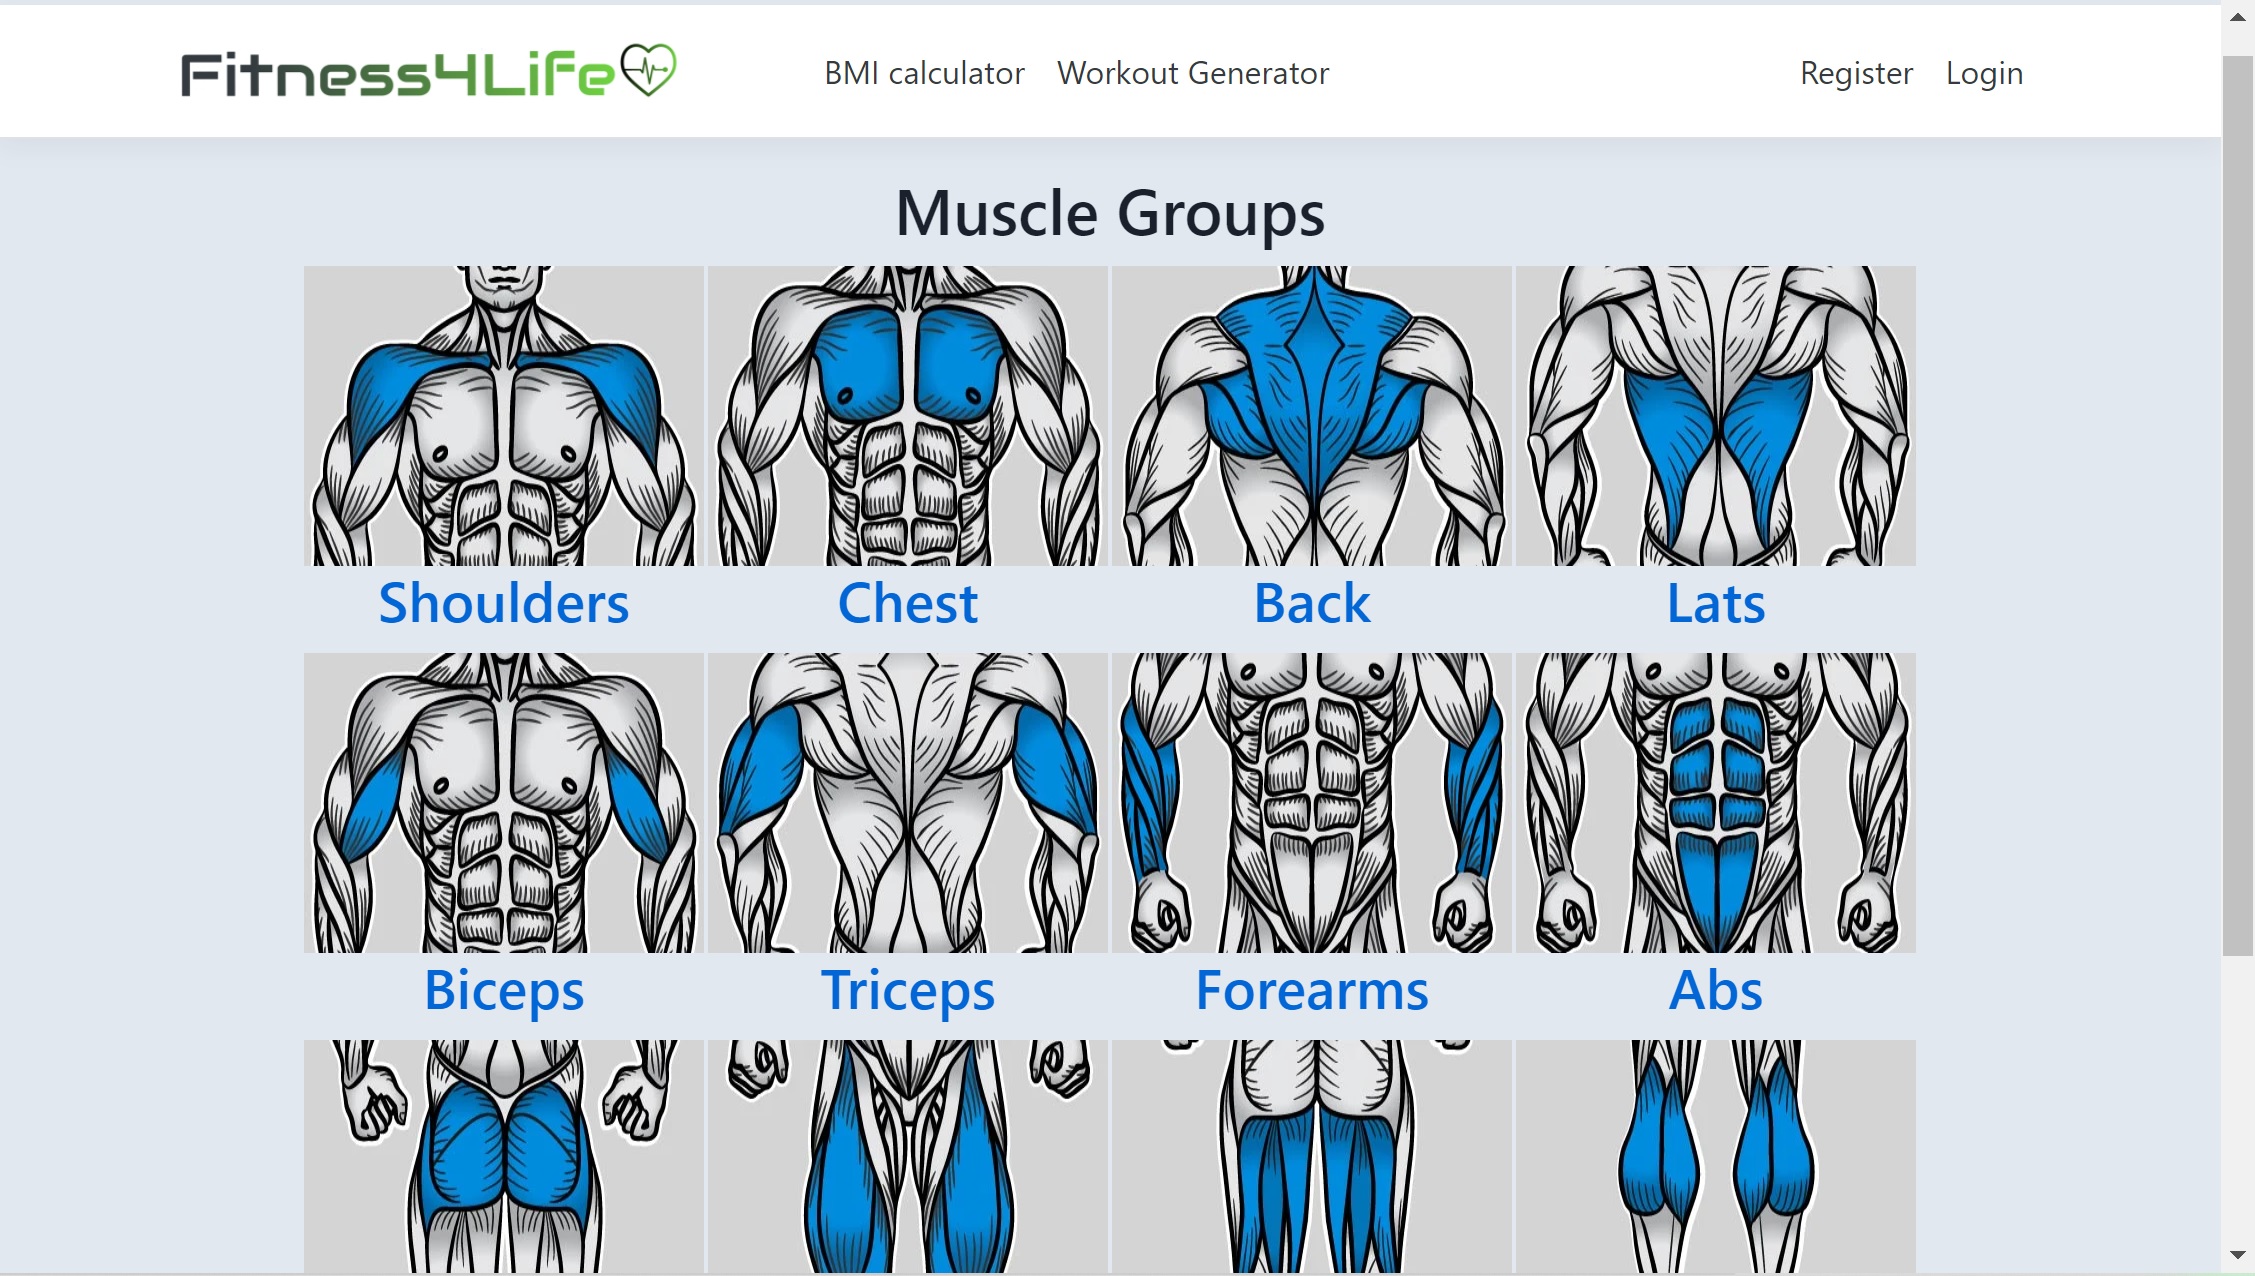 Fitness4Life
BMI calculator Workout Generator
Register Login
Muscle Groups
Shoulders Chest Back Lats
Biceps Triceps Forearms Abs